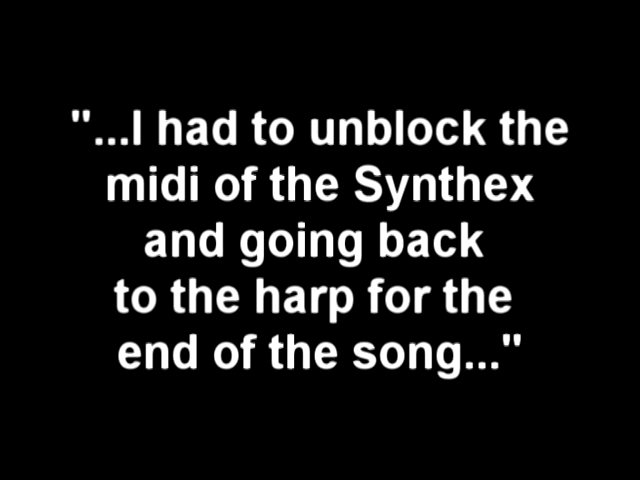 "...I had to unblock the
midi of the Synthex
and going back
to the harp for the
end of the song..."